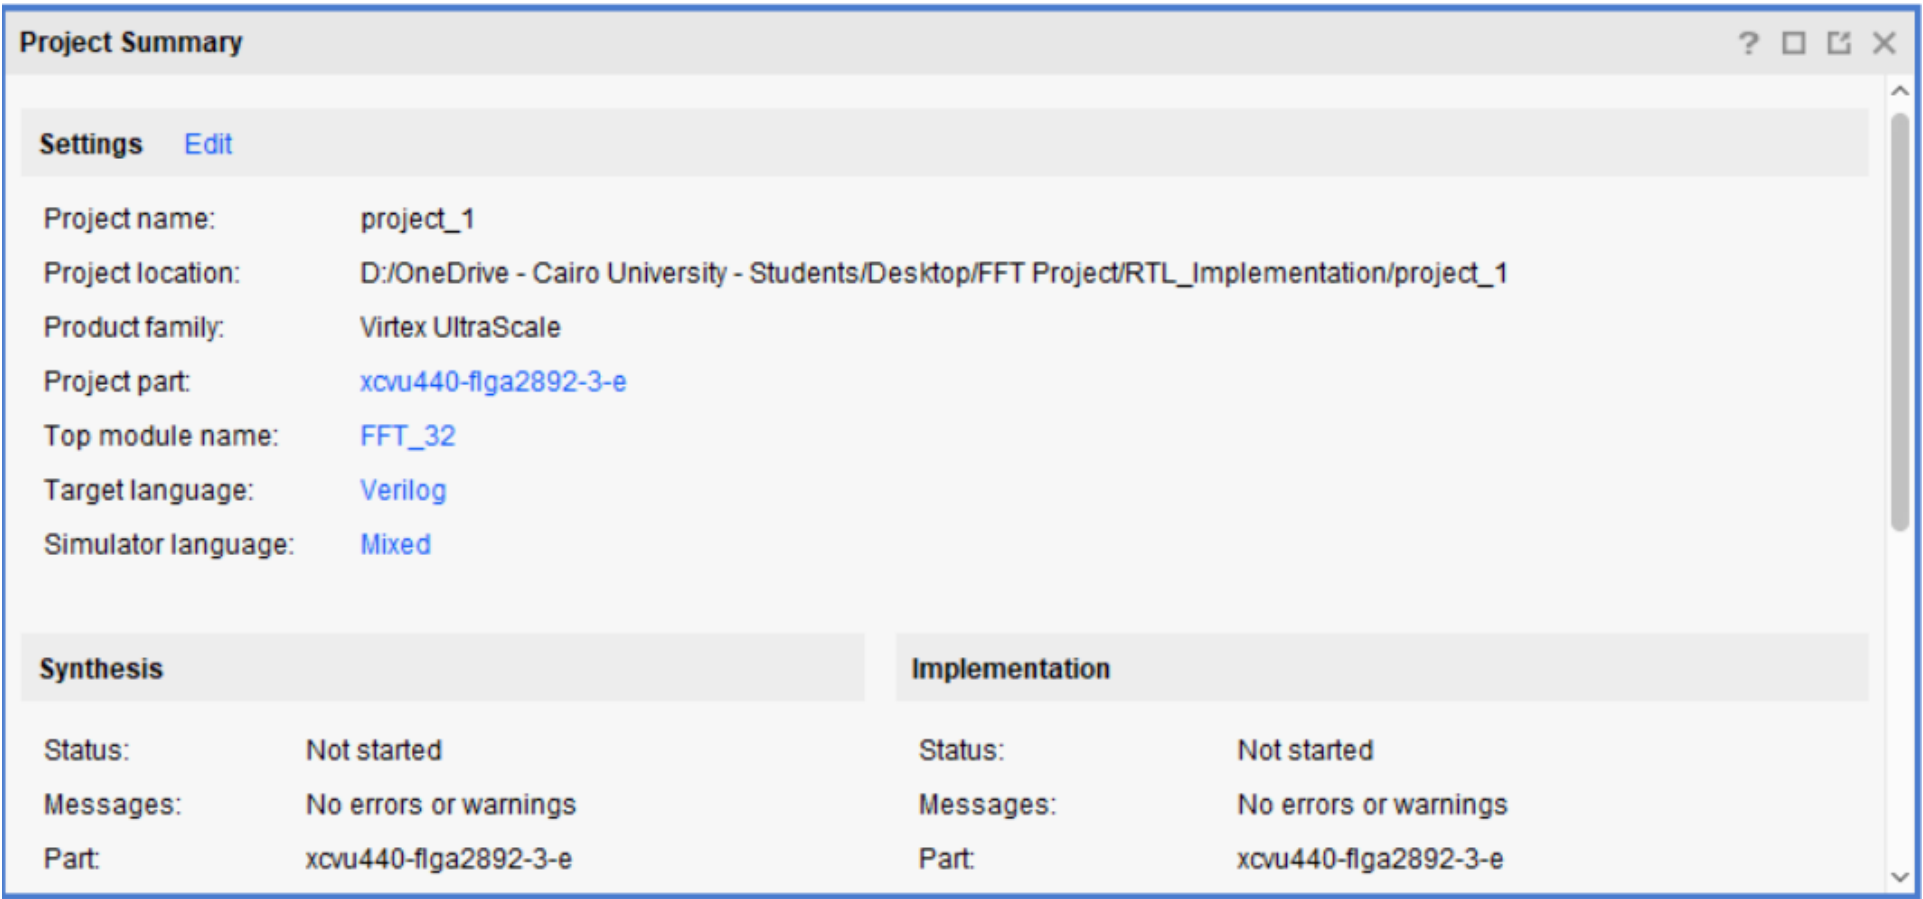 Project Summary
Settings Edit
Project name: project_1
Project location: D:/OneDrive - Cairo University - Students/Desktop/FFT Project/RTL_Implementation/project_1
Product family: Virtex UltraScale
Project part: xcvu440-flga2892-3-e
Top module name: FFT_32
Target language: Verilog
Simulator language: Mixed
Synthesis
Status: Not started
Messages: No errors or warnings
Part: xcvu440-flga2892-3-e
Implementation
Status: Not started
Messages: No errors or warnings
Part: xcvu440-flga2892-3-e